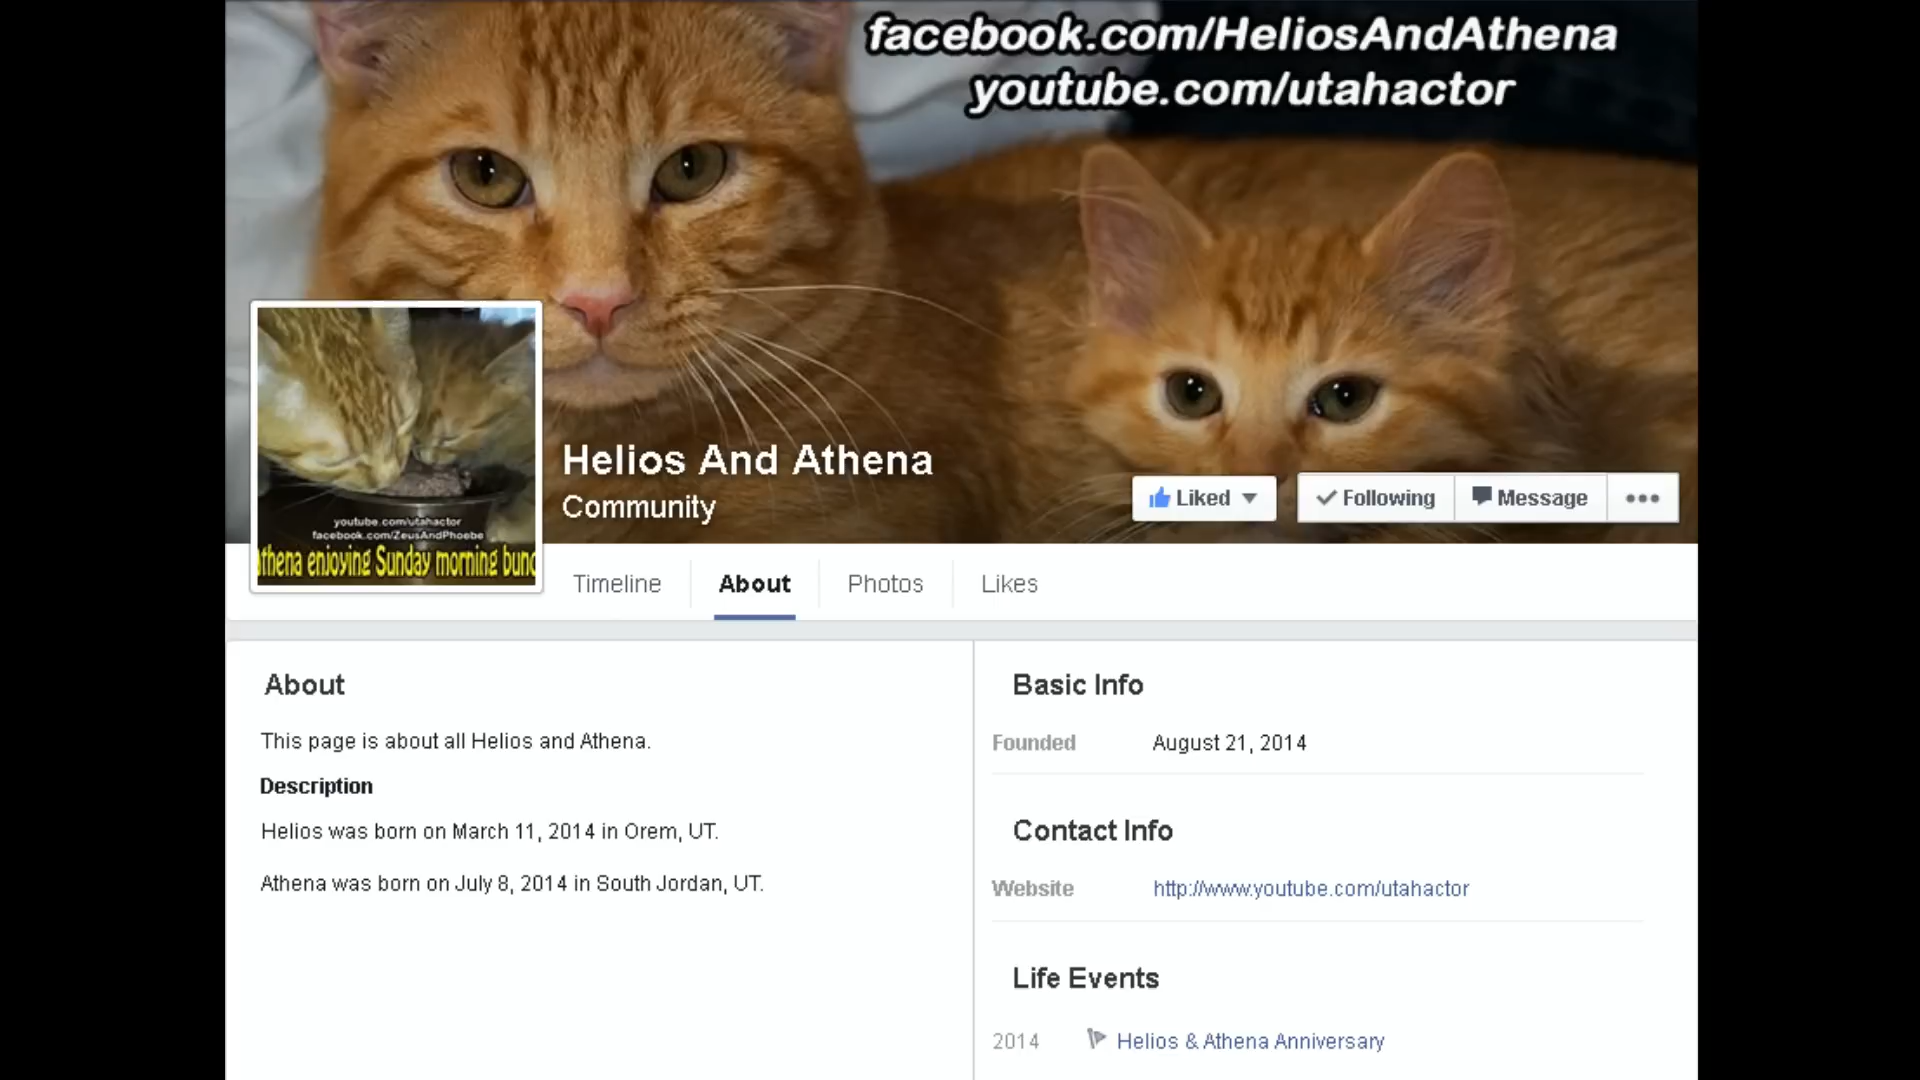 facebook.com/HeliosAndAthena
youtube.com/utahactor
youtube.com/utahactor
facebook.com/ZeusAndPhoebe
enjoying Sunday morning
Helios And Athena
Community
Liked
Following
Message
Timeline
About
Photos
Likes
About
This page is about all Helios and Athena.
Description
Helios was born on March 11, 2014 in Orem, UT.
Athena was born on July 8, 2014 in South Jordan, UT.
Basic Info
Founded August 21, 2014
Contact Info
Website http://www.youtube.com/utahactor
Life Events
2014 Helios & Athena Anniversary